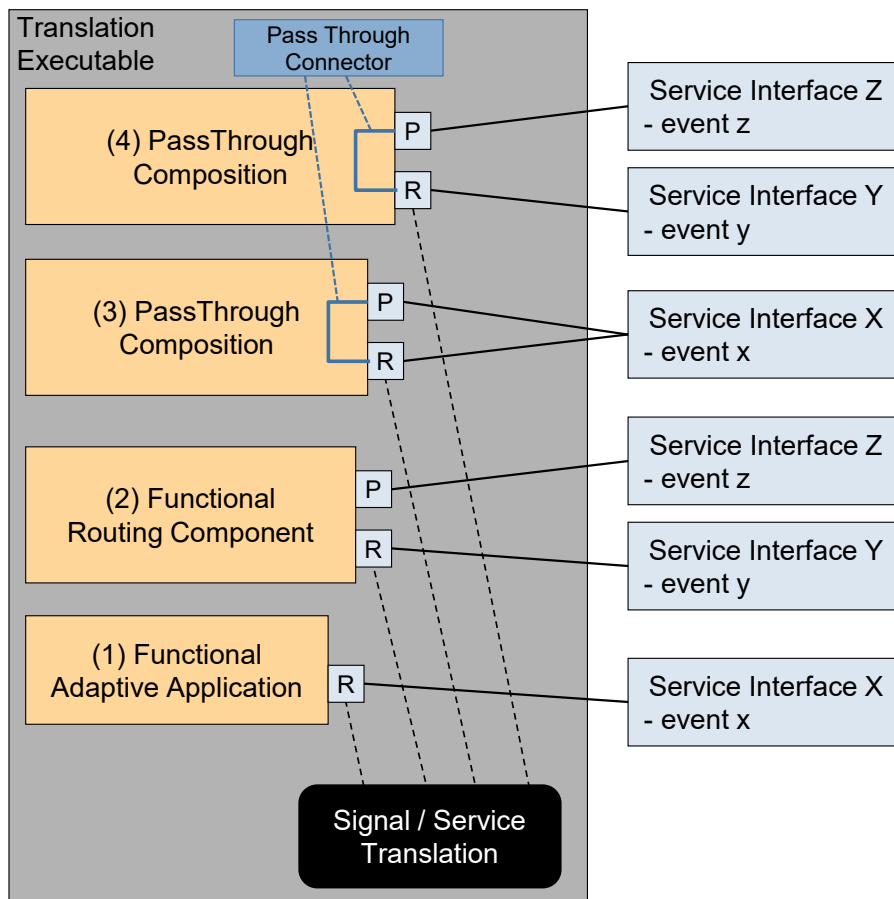 Translation
Executable
Pass Through
Connector
(4) PassThrough
Composition
P
R
Service Interface Z
- event z
Service Interface Y
- event y
(3) PassThrough
Composition
P
R
Service Interface X
- event x
(2) Functional
Routing Component
P
R
Service Interface Z
- event z
Service Interface Y
- event y
(1) Functional
Adaptive Application
R
Service Interface X
- event x
Signal / Service
Translation